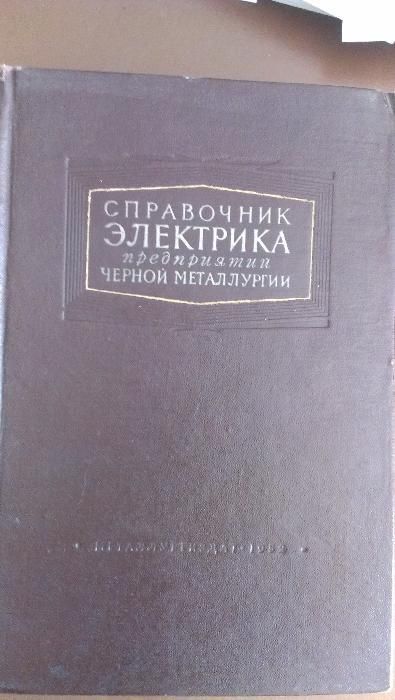 СПРАВОЧНИК
ЭЛЕКТРИКА
предприятий
ЧЕРНОЙ МЕТАЛЛУРГИИ
МЕТАЛЛУРГИЗДАТ